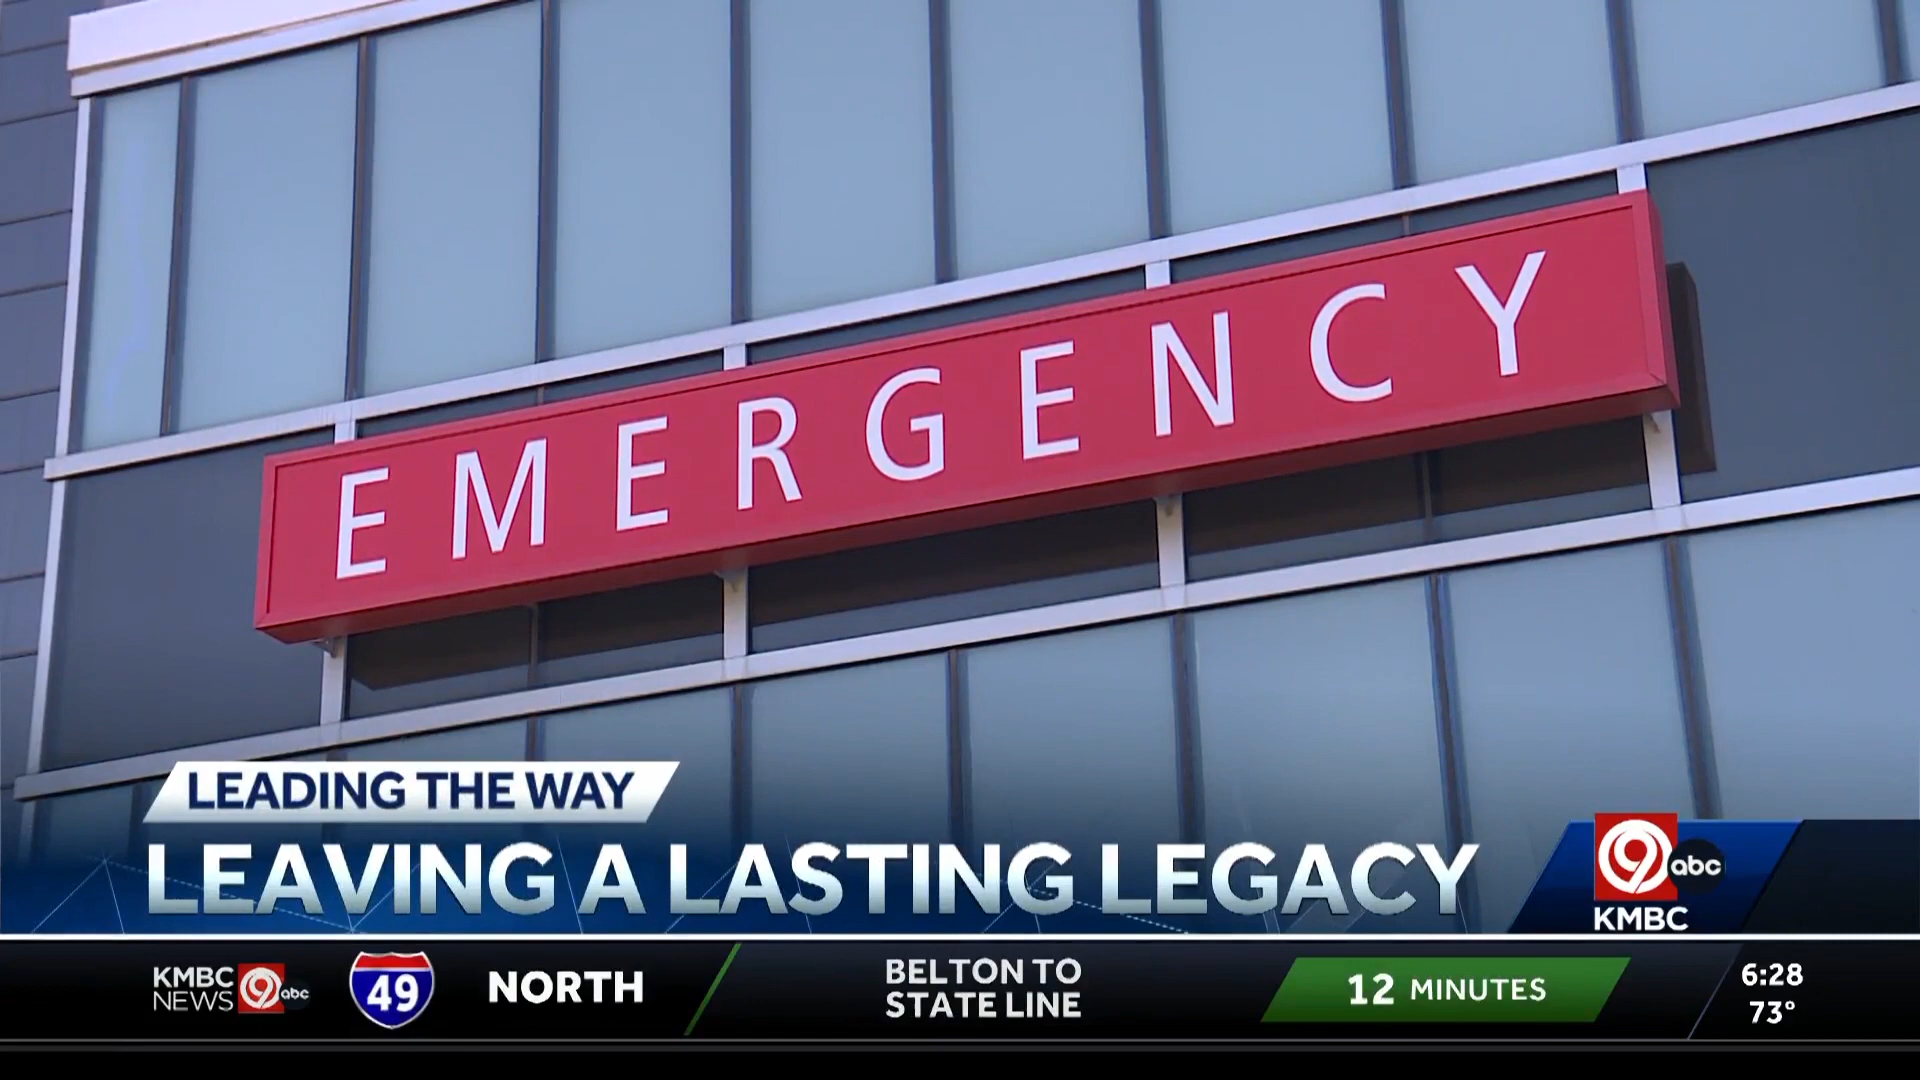 EMERGENCY
LEADING THE WAY
LEAVING A LASTING LEGACY
9 abc
KMBC
KMBC
NEWS 9 abc
49
NORTH
BELTON TO
STATE LINE
12 MINUTES
6:28
73°